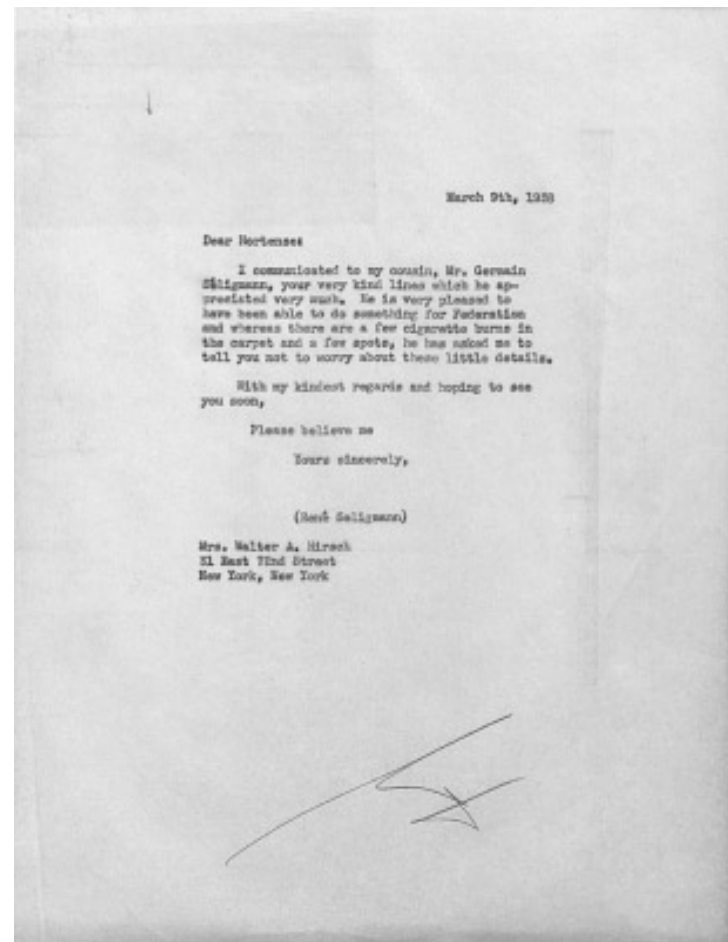 March 9th, 1938
Dear Hortense:
I communicated to my cousin, Mr. Germain
Seligmann, your very kind lines which he ap-
preciated very much. He is very pleased to
have been able to do something for Federation
and whereas there are a few cigarette burns in
the carpet and a few spots, he has asked me to
tell you not to worry about these little details.
With my kindest regards and hoping to see
you soon,
Please believe me
Yours sincerely,
(René Seligmann)
Mrs. Walter A. Hirsch
31 East 72nd Street
New York, New York